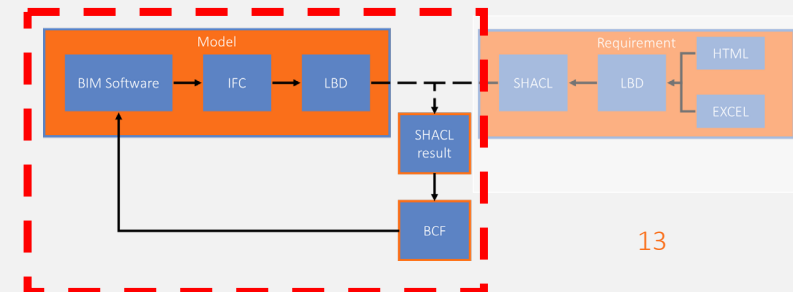 Model
BIM Software
IFC
LBD
Requirement
SHACL
LBD
HTML
EXCEL
SHACL
result
BCF
13